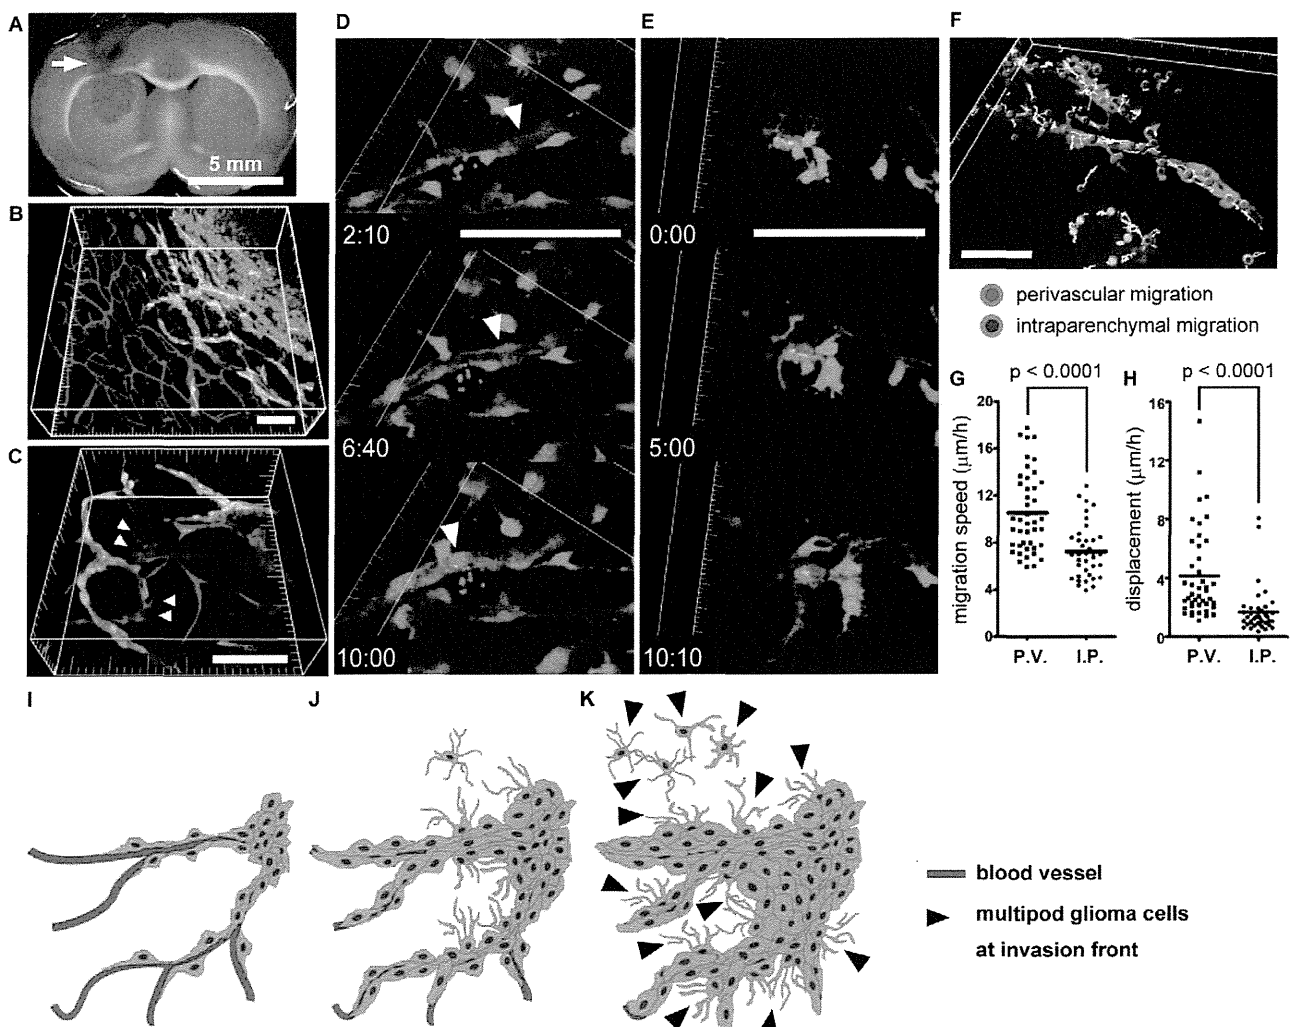 A
5 mm
B
C
D
2:10
6:40
10:00
E
0:00
5:00
10:10
F
perivascular migration
intraparenchymal migration
G
p < 0.0001
migration speed (μm/h)
20
16
12
8
4
0
P.V.
I.P.
H
p < 0.0001
displacement (μm/h)
16
12
8
4
0
P.V.
I.P.
I
J
K
blood vessel
multipod glioma cells
at invasion front